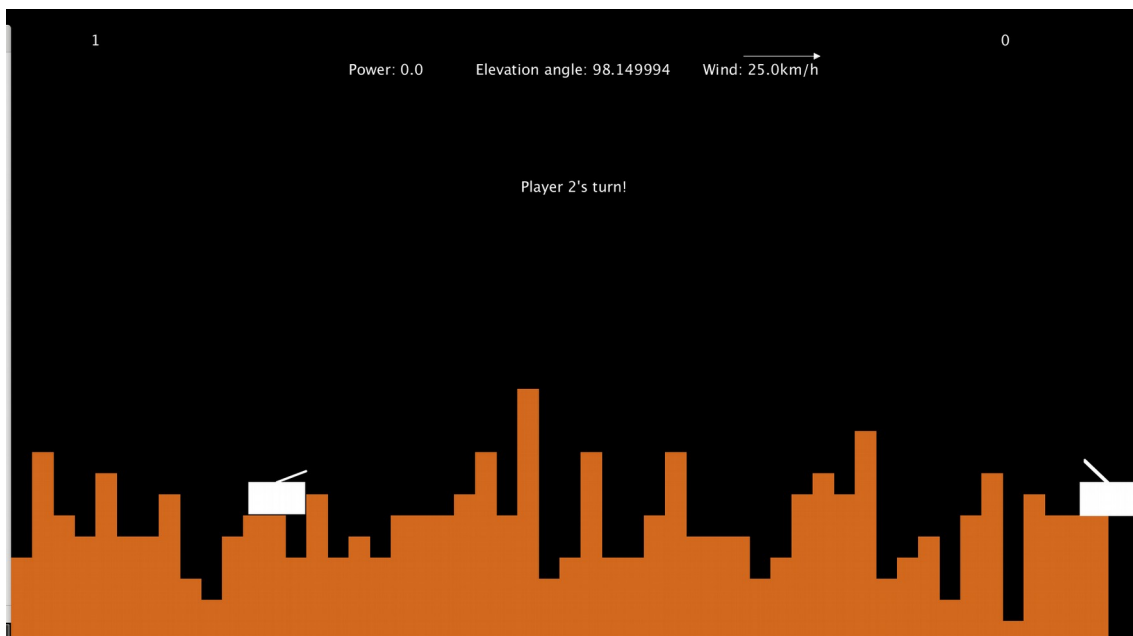 1
0
Power: 0.0
Elevation angle: 98.149994
Wind: 25.0km/h
Player 2's turn!